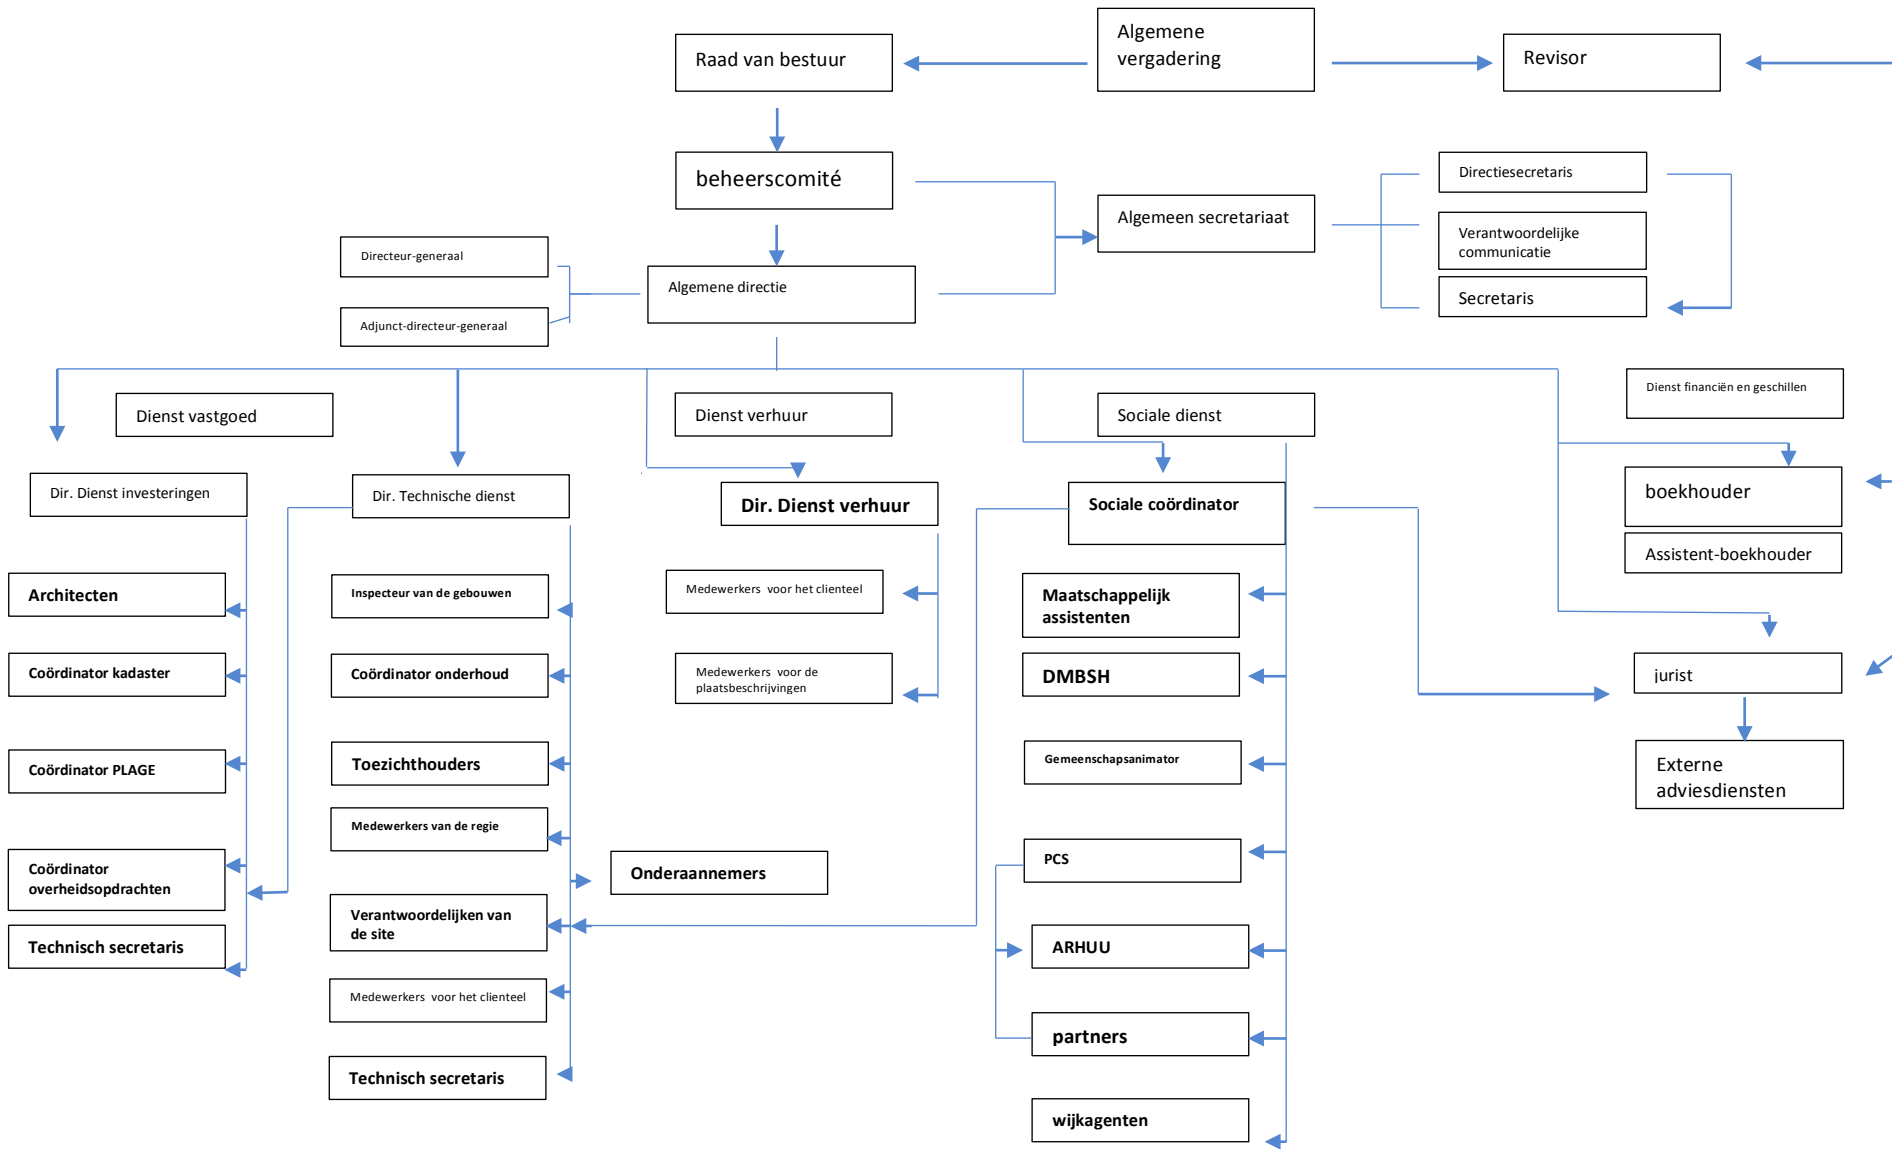 Algemene
vergadering
Raad van bestuur
Revisor
beheerscomité
Directiesecretaris
Algemeen secretariaat
Verantwoordelijke
communicatie
Directeur-generaal
Algemene directie
Secretaris
Adjunct-directeur-generaal
Dienst vastgoed
Dienst verhuur
Sociale dienst
Dienst financiën en geschillen
Dir. Dienst investeringen
Dir. Technische dienst
Dir. Dienst verhuur
Sociale coördinator
boekhouder
Assistent-boekhouder
Architecten
Inspecteur van de gebouwen
Medewerkers voor het clienteel
Maatschappelijk
assistenten
Coördinator kadaster
Coördinator onderhoud
Medewerkers voor de
plaatsbeschrijvingen
DMBSH
jurist
Coördinator PLAGE
Toezichthouders
Gemeenschapsanimator
Externe
adviesdiensten
Medewerkers van de regie
Coördinator
overheidsopdrachten
Onderaannemers
PCS
Verantwoordelijken van
de site
Technisch secretaris
ARHUU
Medewerkers voor het clienteel
partners
Technisch secretaris
wijkagenten